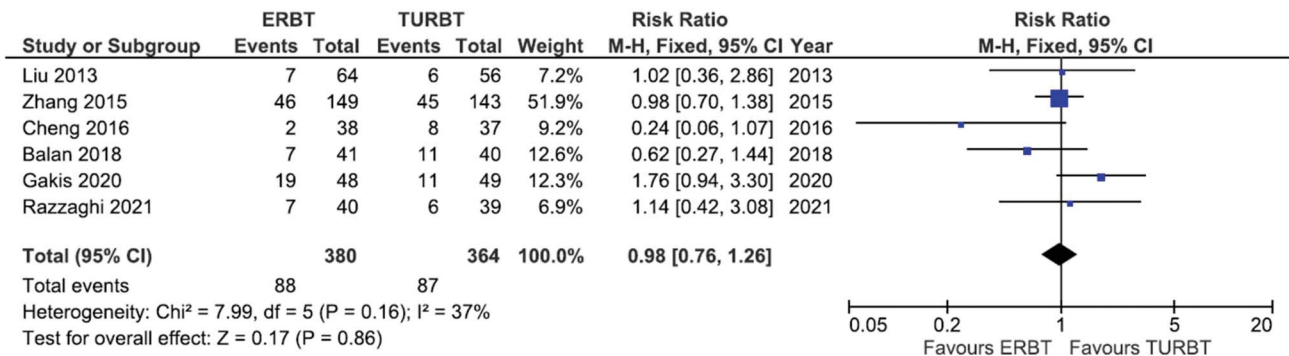 ERBT TURBT Risk Ratio Risk Ratio
Study or Subgroup Events Total Events Total Weight M-H, Fixed, 95% CI Year M-H, Fixed, 95% CI
Liu 2013 7 64 6 56 7.2% 1.02 [0.36, 2.86] 2013
Zhang 2015 46 149 45 143 51.9% 0.98 [0.70, 1.38] 2015
Cheng 2016 2 38 8 37 9.2% 0.24 [0.06, 1.07] 2016
Balan 2018 7 41 11 40 12.6% 0.62 [0.27, 1.44] 2018
Gakis 2020 19 48 11 49 12.3% 1.76 [0.94, 3.30] 2020
Razzaghi 2021 7 40 6 39 6.9% 1.14 [0.42, 3.08] 2021
Total (95% CI) 380 364 100.0% 0.98 [0.76, 1.26]
Total events 88 87
Heterogeneity: Chi² = 7.99, df = 5 (P = 0.16); I² = 37%
Test for overall effect: Z = 0.17 (P = 0.86)
0.05 0.2 1 5 20
Favours ERBT Favours TURBT